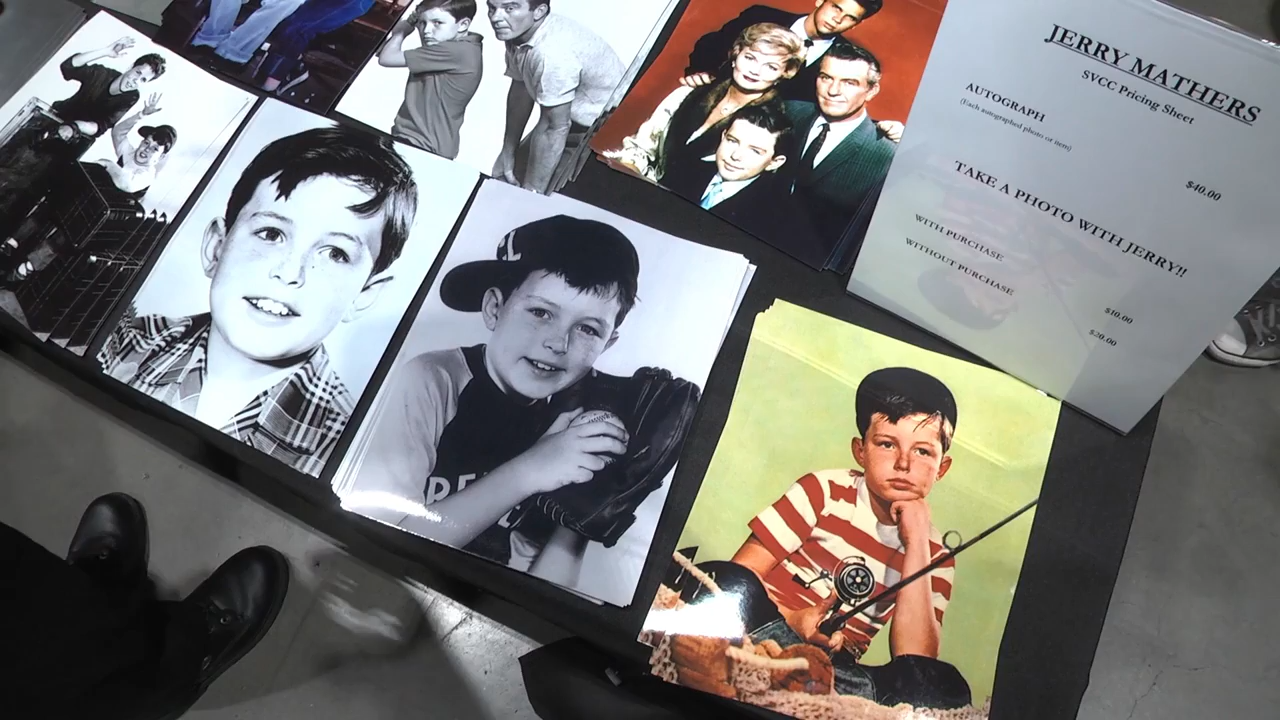 JERRY MATHERS
SVCC Pricing Sheet
AUTOGRAPH
(Each autographed photo or item)
$40.00
TAKE A PHOTO WITH JERRY!!
WITH PURCHASE
WITHOUT PURCHASE
$10.00
$20.00